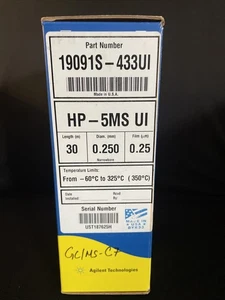 Part Number
19091S-433UI
Made in U.S.A.
HP-5MS UI
Length (m) Diam. (mm) Film (μm)
30 0.250 0.25
Narrowbore
Temperature Limits:
From -60°C to 325°C (350°C)
Date Installed
Serial Number
UST187625H
GC/MS-C7
Agilent Technologies